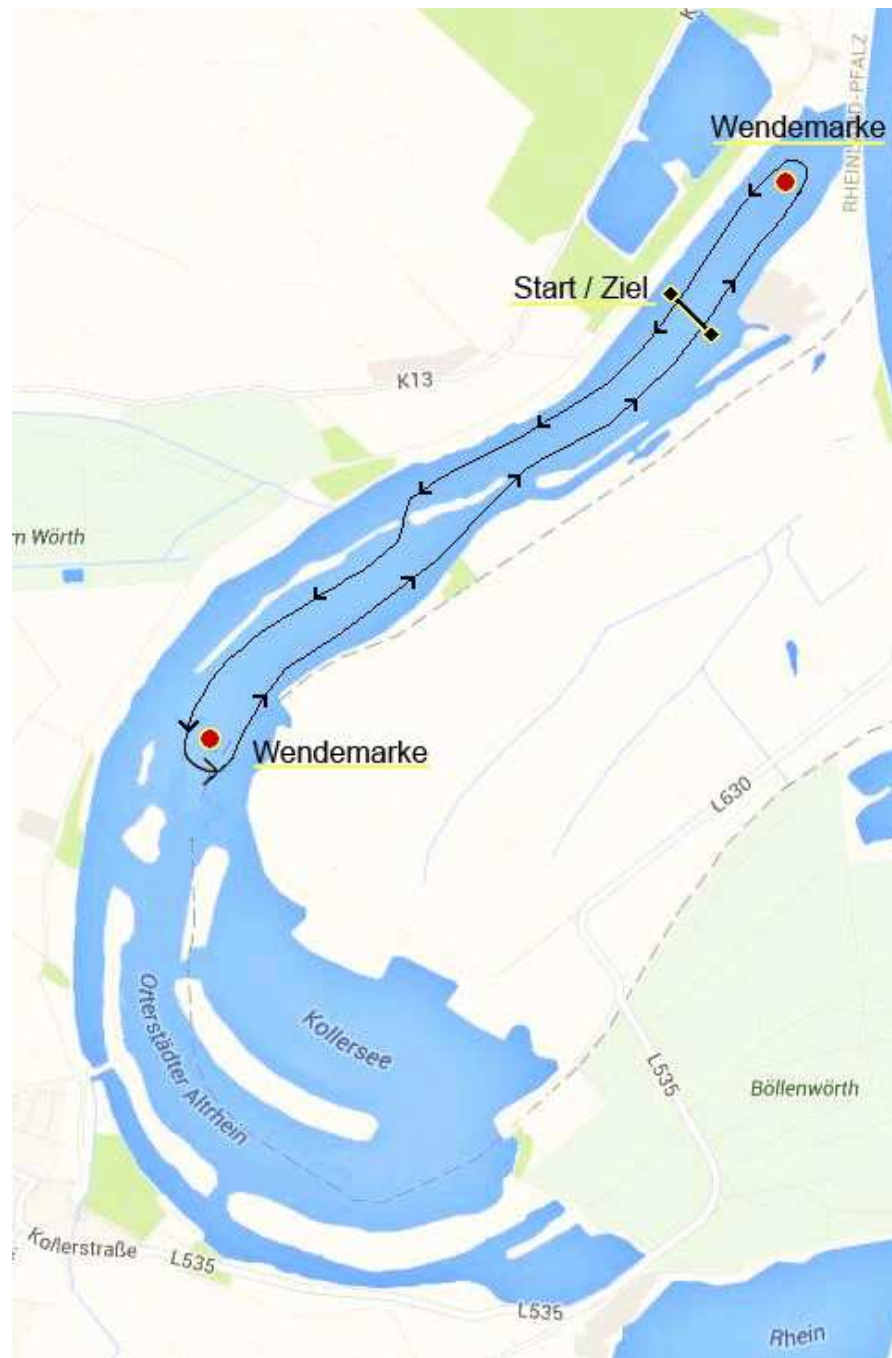 Wendemarke
RHEINLAND-PFALZ
Start / Ziel
K13
Wörth
Wendemarke
L630
Kollersee
Otterstädter Altrhein
L535
Böllenwörth
Kollerstraße
L535
L535
Rhein